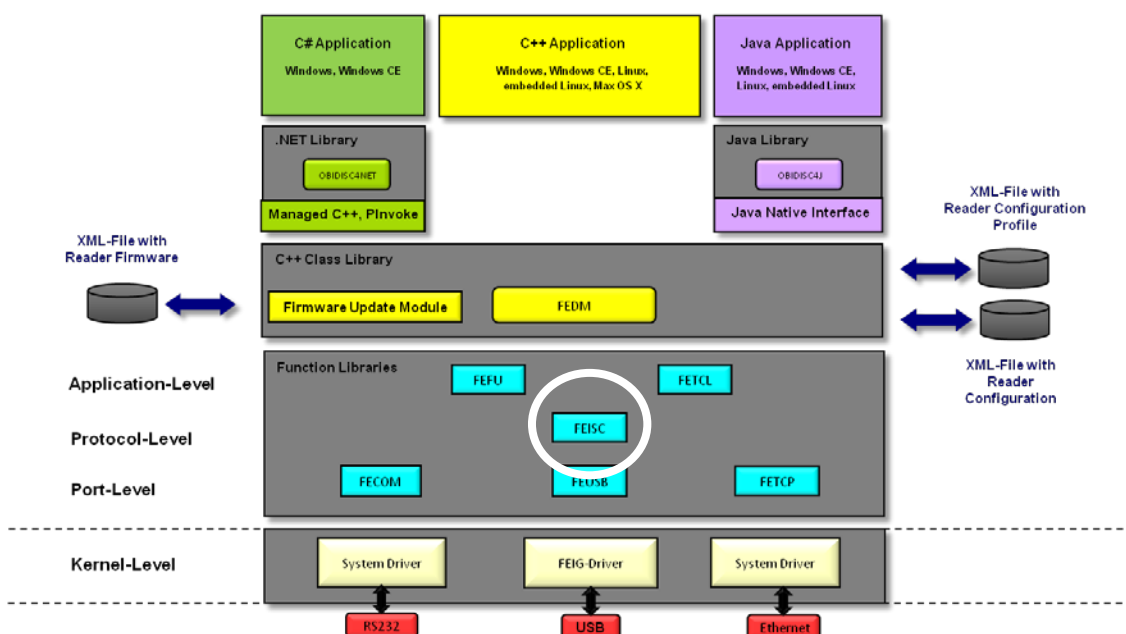 C# Application
Windows, Windows CE
C++ Application
Windows, Windows CE, Linux,
embedded Linux, Max OS X
Java Application
Windows, Windows CE,
Linux, embedded Linux
.NET Library
OBIDISC4NET
Managed C++, PInvoke
Java Library
OBIDISC4J
Java Native Interface
XML-File with
Reader Configuration
Profile
XML-File with
Reader Firmware
C++ Class Library
Firmware Update Module
FEDM
XML-File with
Reader
Configuration
Function Libraries
Application-Level
FEFU
FETCL
Protocol-Level
FEISC
Port-Level
FECOM
FEUSB
FETCP
Kernel-Level
System Driver
FEIG-Driver
System Driver
RS232
USB
Ethernet